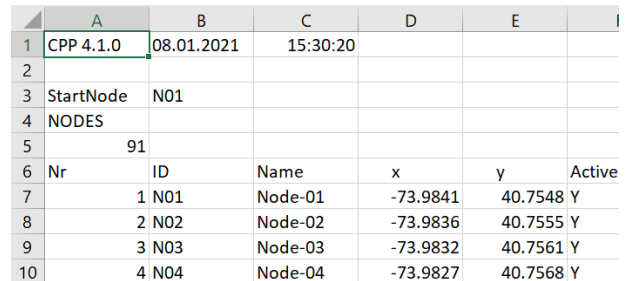 A B C D E
1 CPP 4.1.0 08.01.2021 15:30:20
2
3 StartNode N01
4 NODES
5 91
6 Nr ID Name x y Active
7 1 N01 Node-01 -73.9841 40.7548 Y
8 2 N02 Node-02 -73.9836 40.7555 Y
9 3 N03 Node-03 -73.9832 40.7561 Y
10 4 N04 Node-04 -73.9827 40.7568 Y